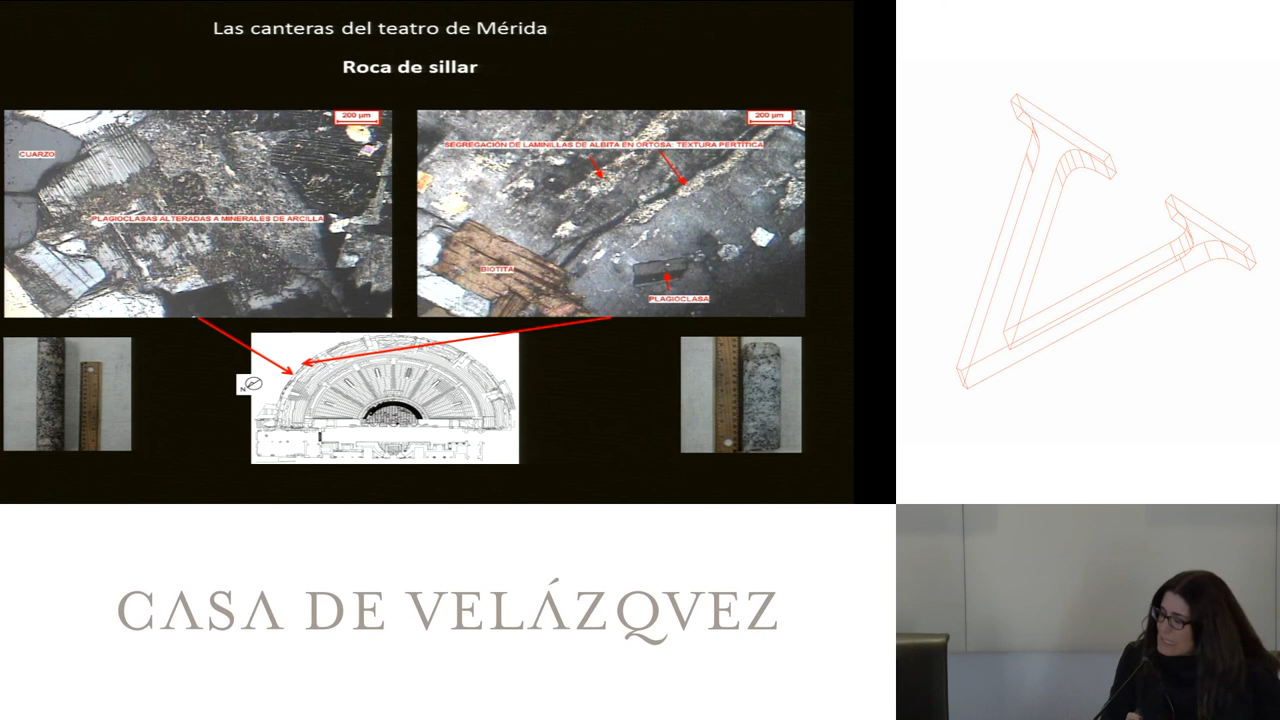 Las canteras del teatro de Mérida
Roca de sillar
200 µm
CUARZO
PLAGIOCLASAS ALTERADAS A MINERALES DE ARCILLA
200 µm
SEGREGACIÓN DE LAMINILLAS DE ALBITA EN ORTOSA: TEXTURA PERTÍTICA
BIOTITA
PLAGIOCLASA
N
CASA DE VELÁZQVEZ